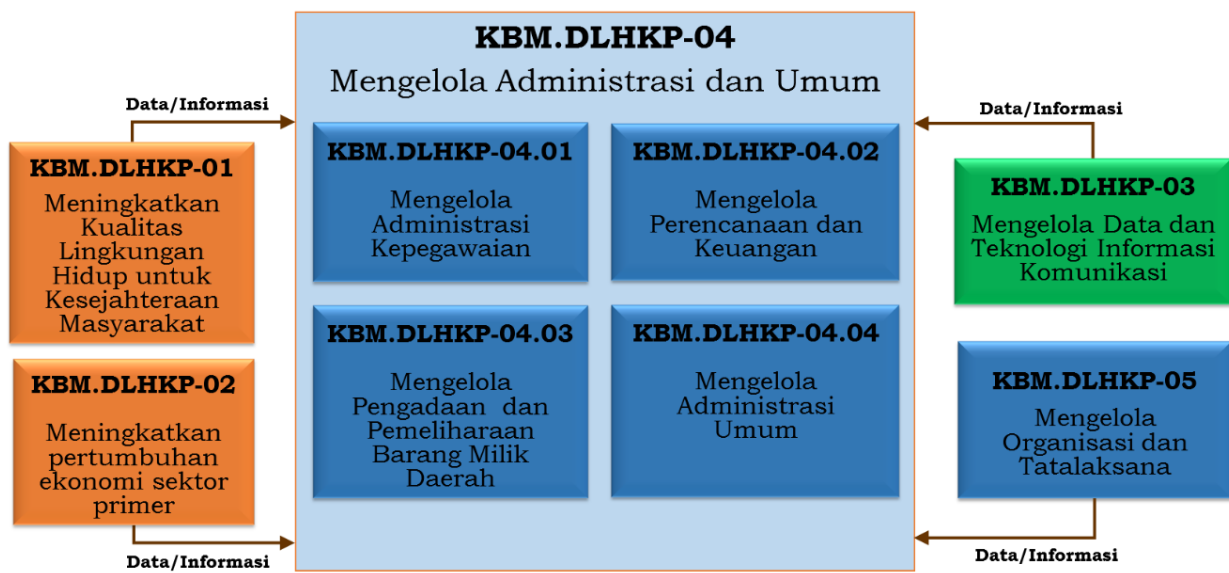 KBM.DLHKP-04
Mengelola Administrasi dan Umum
Data/Informasi
Data/Informasi
KBM.DLHKP-01
Meningkatkan
Kualitas
Lingkungan
Hidup untuk
Kesejahteraan
Masyarakat
KBM.DLHKP-04.01
Mengelola
Administrasi
Kepegawaian
KBM.DLHKP-04.02
Mengelola
Perencanaan dan
Keuangan
KBM.DLHKP-03
Mengelola Data dan
Teknologi Informasi
Komunikasi
KBM.DLHKP-02
Meningkatkan
pertumbuhan
ekonomi sektor
primer
KBM.DLHKP-04.03
Mengelola
Pengadaan dan
Pemeliharaan
Barang Milik
Daerah
KBM.DLHKP-04.04
Mengelola
Administrasi
Umum
KBM.DLHKP-05
Mengelola
Organisasi dan
Tatalaksana
Data/Informasi
Data/Informasi